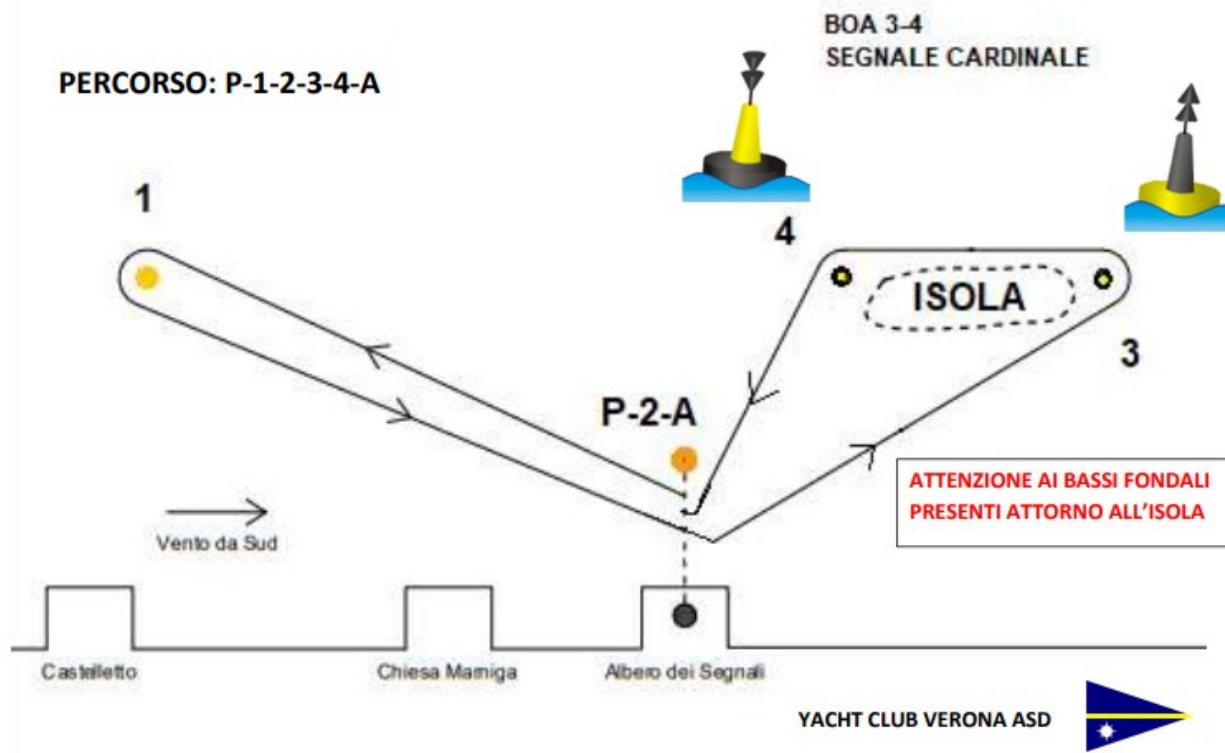 BOA 3-4
SEGNALE CARDINALE
PERCORSO: P-1-2-3-4-A
1
4
ISOLA
3
P-2-A
ATTENZIONE AI BASSI FONDALI
PRESENTI ATTORNO ALL'ISOLA
Vento da Sud
Castelletto
Chiesa Mamiga
Albero dei Segnali
YACHT CLUB VERONA ASD